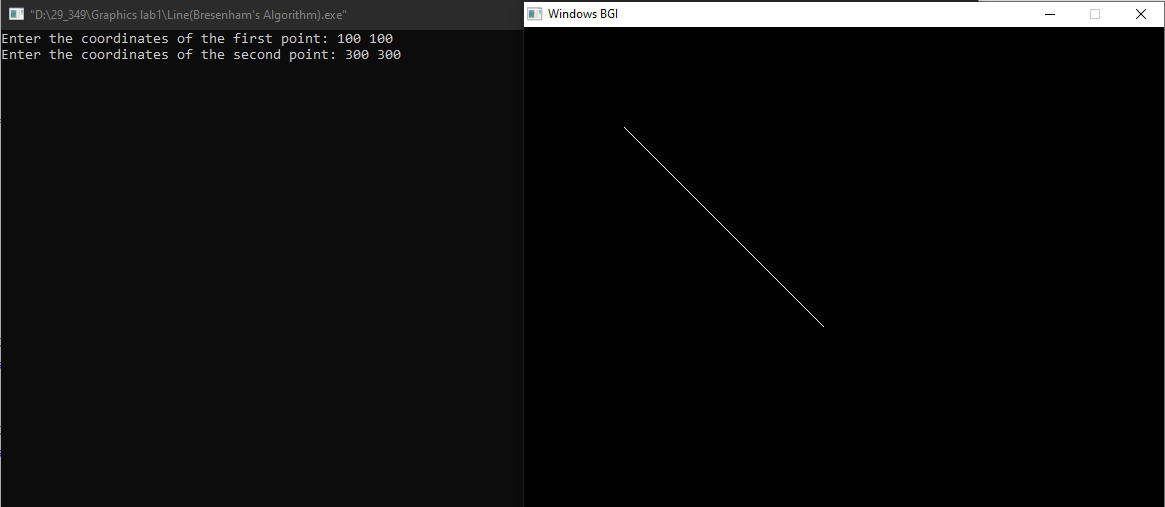 "D:\29_349\Graphics lab1\Line(Bresenham's Algorithm).exe"
Enter the coordinates of the first point: 100 100
Enter the coordinates of the second point: 300 300
Windows BGI